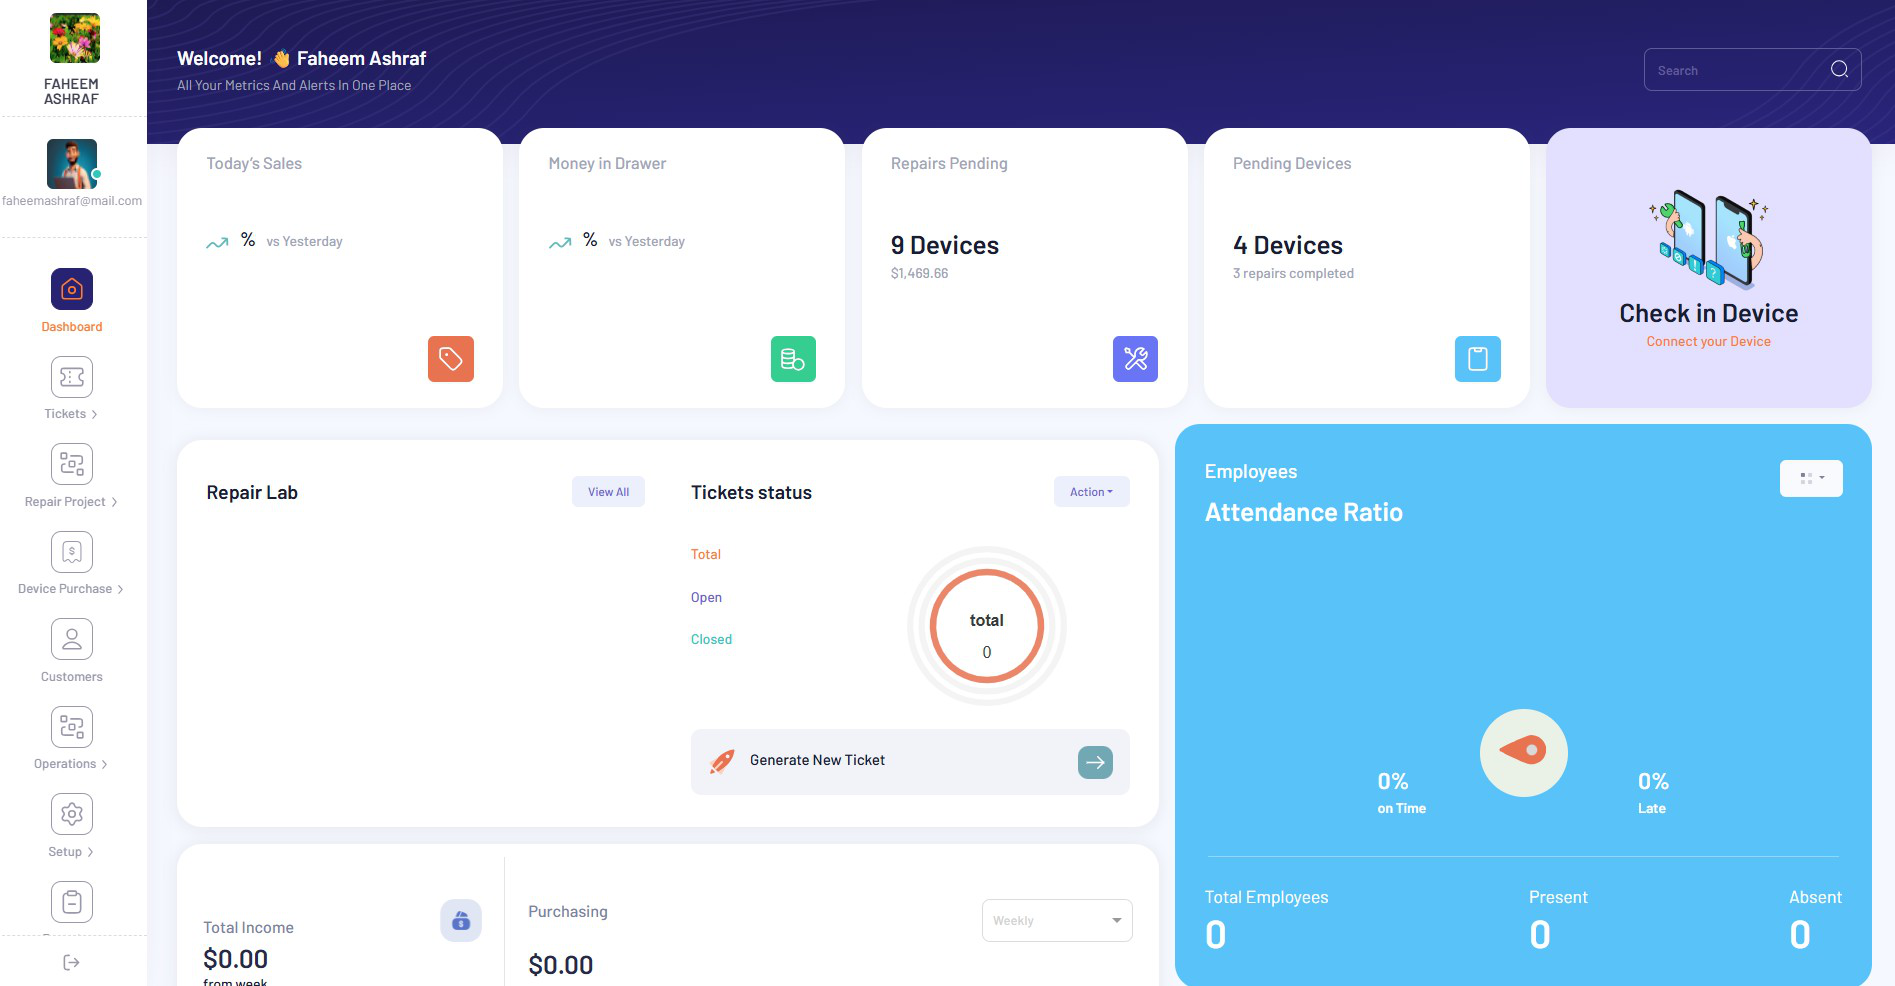 FAHEEM
ASHRAF
faheemashraf@mail.com
Dashboard
Tickets
Repair Project
Device Purchase
Customers
Operations
Setup
Welcome! 👋 Faheem Ashraf
All Your Metrics And Alerts In One Place
Search
Today's Sales
% vs Yesterday
Money in Drawer
% vs Yesterday
Repairs Pending
9 Devices
$1,469.66
Pending Devices
4 Devices
3 repairs completed
Check in Device
Connect your Device
Repair Lab
View All
Tickets status
Action
Total
Open
Closed
total
0
Generate New Ticket
Employees
Attendance Ratio
0%
on Time
0%
Late
Total Employees
0
Present
0
Absent
0
Total Income
$0.00
from week
Purchasing
Weekly
$0.00